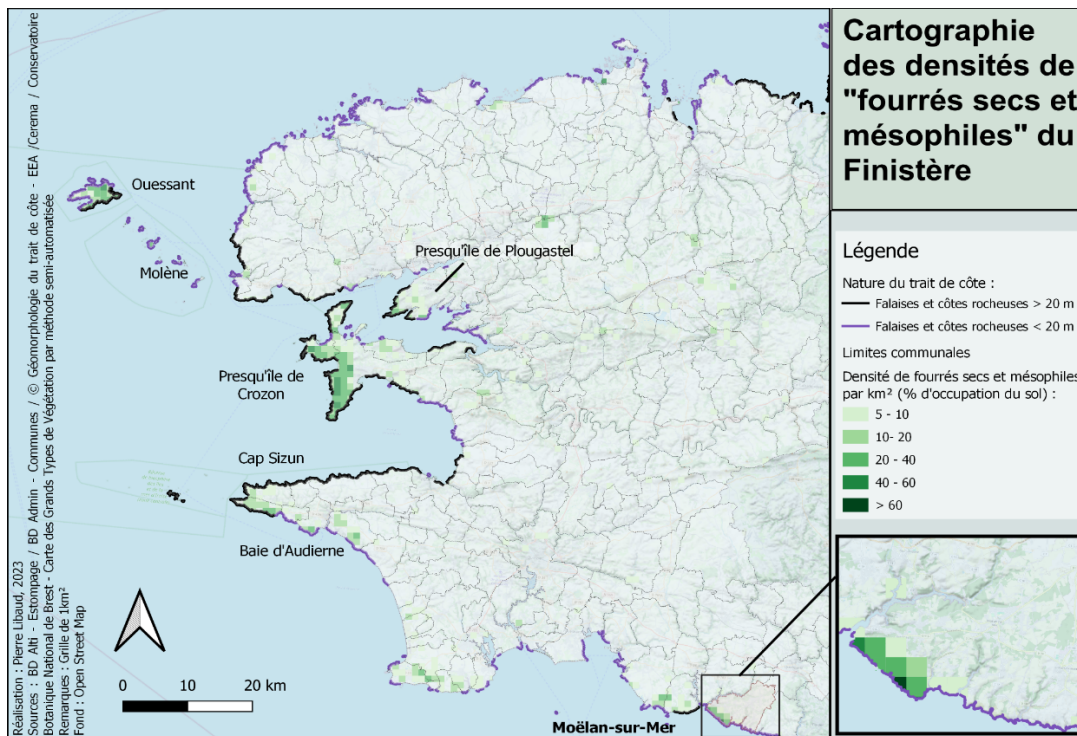 Cartographie
des densités de
"fourrés secs et
mésophiles" du
Finistère
Légende
Nature du trait de côte :
Falaises et côtes rocheuses > 20 m
Falaises et côtes rocheuses < 20 m
Limites communales
Densité de fourrés secs et mésophiles
par km² (% d'occupation du sol) :
5 - 10
10- 20
20 - 40
40 - 60
> 60
Ouessant
Molène
Presqu'île de Plougastel
Presqu'île de
Crozon
Cap Sizun
Baie d'Audierne
Moëlan-sur-Mer
0 10 20 km
Réalisation : Pierre Libaud, 2023
Sources : BD Alti - Estompage / BD Admin - Communes / © Géomorphologie du trait de côte - EEA /Cerema / Conservatoire
Botanique National de Brest - Carte des Grands Types de Végétation par méthode semi-automatisée
Remarques : Grille de 1km²
Fond : Open Street Map